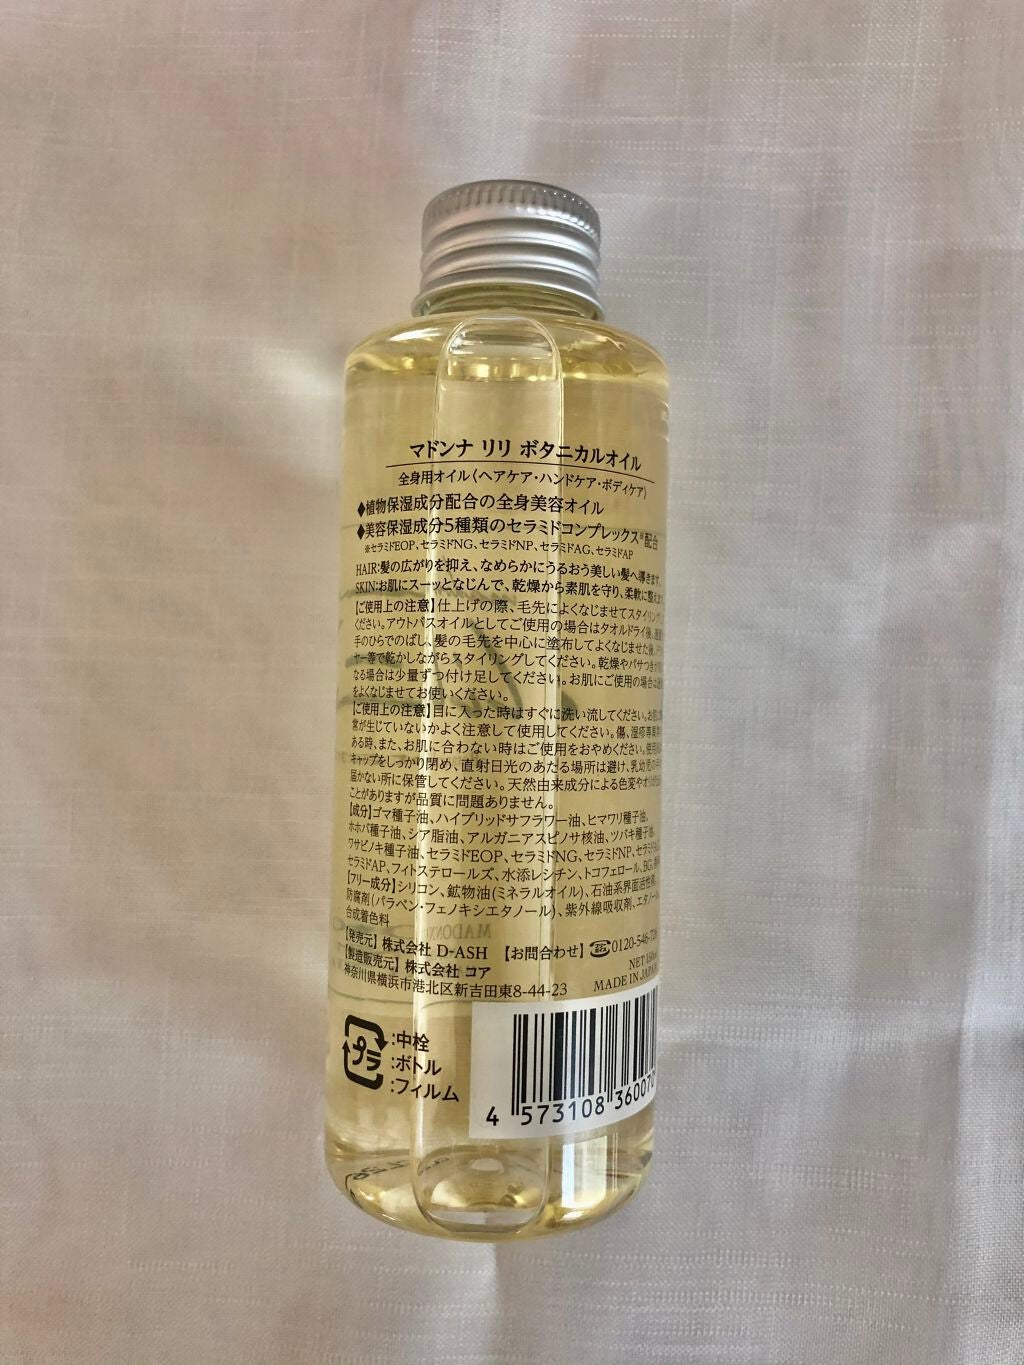 マドンナ リリ ボタニカルオイル
全身用オイル〈ヘアケア・ハンドケア・ボディケア〉
◆植物保湿成分配合の全身美容オイル
◆美容保湿成分5種類のセラミドコンプレックス※配合
※セラミドEOP、セラミドNG、セラミドNP、セラミドAG、セラミドAP
HAIR:髪の広がりを抑え、なめらかにうるおう美しい髪へ導きます。
SKIN:お肌にスーッとなじんで、乾燥から素肌を守り、柔軟に整えます
【ご使用上の注意】仕上げの際、毛先によくなじませてスタイリング
ください。アウトバスオイルとしてご使用の場合はタオルドライ後、
手のひらでのばし、髪の毛先を中心に塗布してよくなじませた後、
ヤー等で乾かしながらスタイリングしてください。乾燥やパサつきが
なる場合は少量ずつ付け足してください。お肌にご使用の場合は
をよくなじませてお使いください。
【ご使用上の注意】目に入った時はすぐに洗い流してください。お肌に
常が生じていないかよく注意して使用してください。傷、湿疹等
ある時、また、お肌に合わない時はご使用をおやめください。使用
キャップをしっかり閉め、直射日光のあたる場所は避け、乳幼児の手の
届かない所に保管してください。天然由来成分による色変やオリが
ことがありますが品質に問題ありません。
【成分】ゴマ種子油、ハイブリッドサフラワー油、ヒマワリ種子油、
ホホバ種子油、シア脂油、アルガニアスピノサ核油、ツバキ種子油、
ワサビノキ種子油、セラミドEOP、セラミドNG、セラミドNP、セラミド
セラミドAP、フィトステロールズ、水添レシチン、トコフェロール、BG、
【フリー成分】シリコン、鉱物油(ミネラルオイル)、石油系界面活性剤、
防腐剤(パラベン・フェノキシエタノール)、紫外線吸収剤、エタノール
合成着色料
【発売元】株式会社 D-ASH 【お問合わせ】0120-546-
【製造販売元】株式会社 コア NET
神奈川県横浜市港北区新吉田東8-44-23 MADE IN JAPAN
プラ
:中栓
:ボトル
:フィルム
4 573108 36007